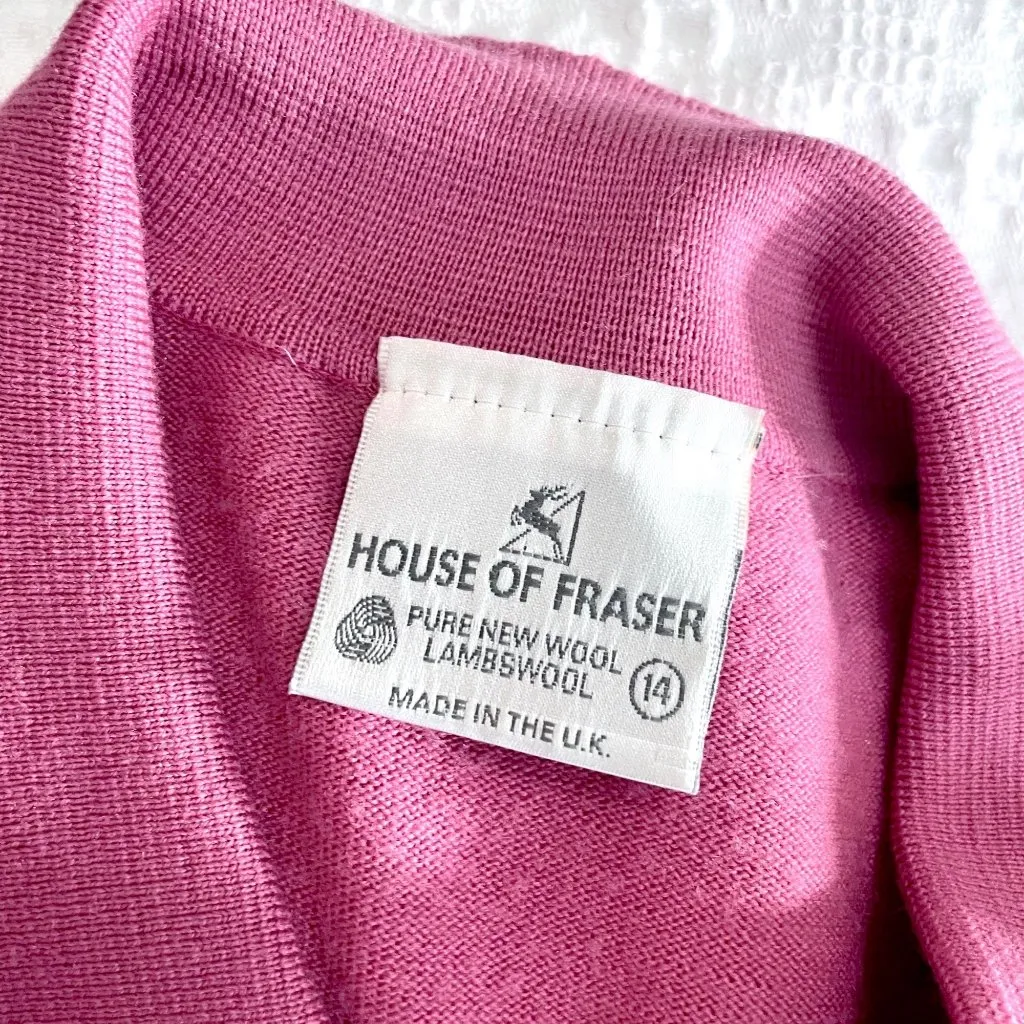 HOUSE OF FRASER
PURE NEW WOOL
LAMBSWOOL
14
MADE IN THE U.K.